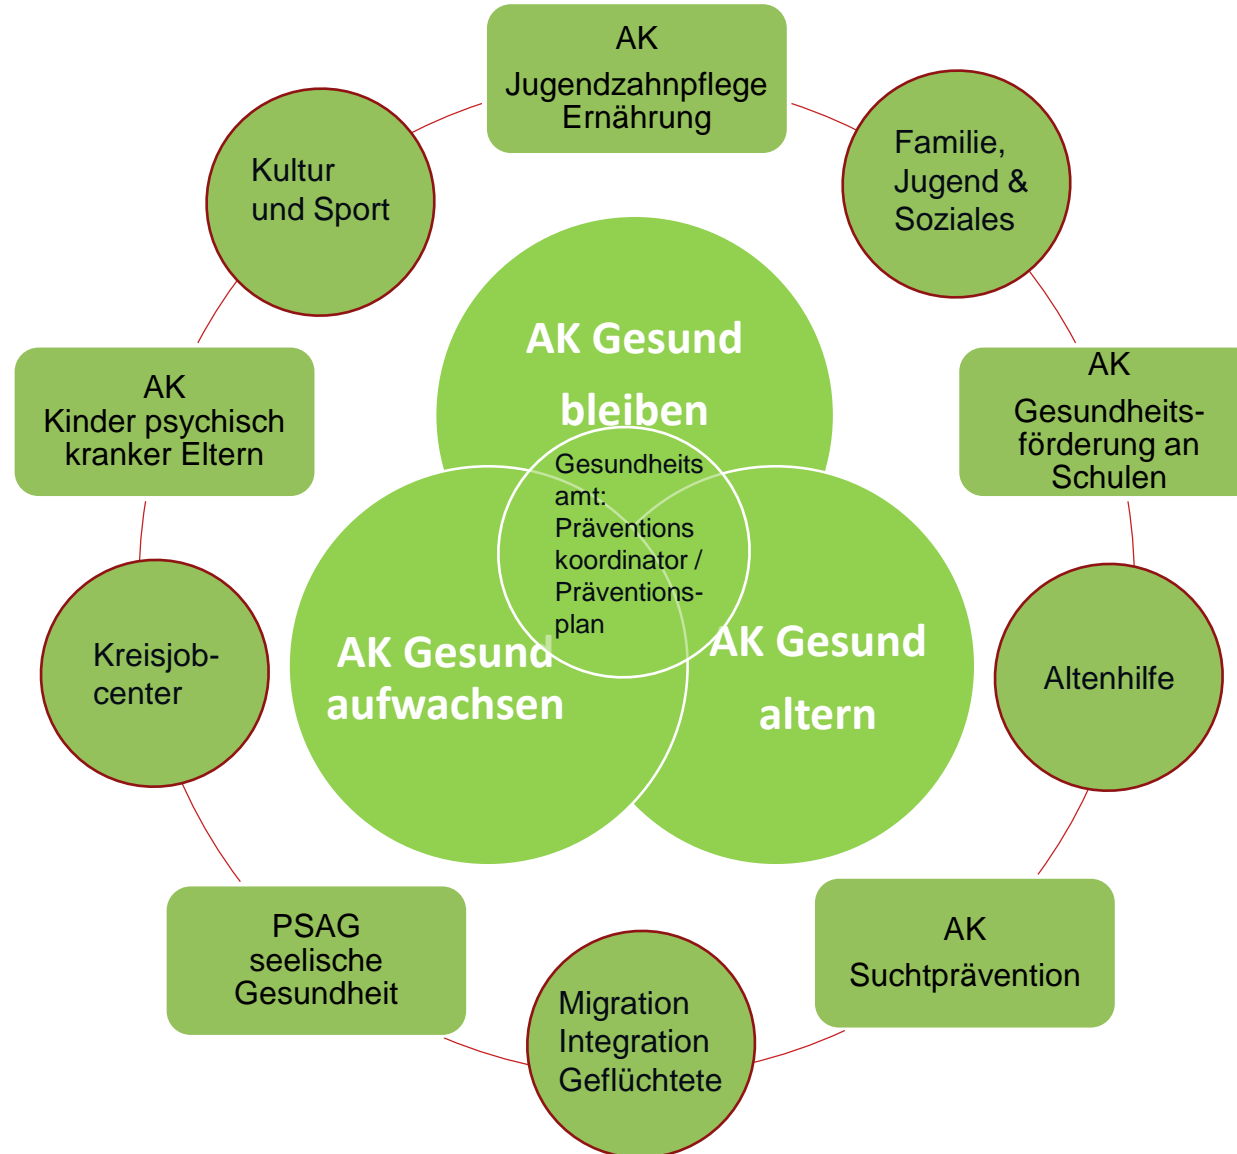 AK
Jugendzahnpflege
Ernährung
Familie,
Jugend &
Soziales
Kultur
und Sport
AK Gesund
bleiben
AK
Kinder psychisch
kranker Eltern
AK
Gesundheits-
förderung an
Schulen
Gesundheits
amt:
Präventions
koordinator /
Präventions-
plan
AK Gesund
aufwachsen
AK Gesund
altern
Kreisjob-
center
Altenhilfe
PSAG
seelische
Gesundheit
AK
Suchtprävention
Migration
Integration
Geflüchtete